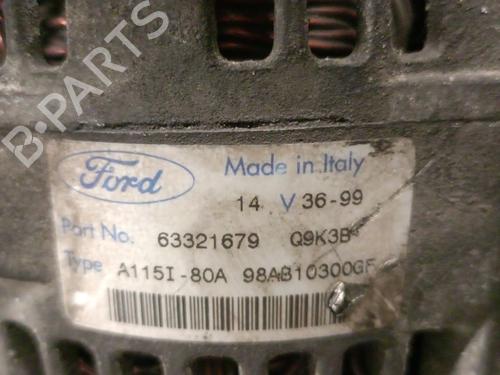 B-PARTS
Ford
Made in Italy
14 V 36-99
Part No. 63321679 Q9K3B
Type A115I-80A 98AB10300GF